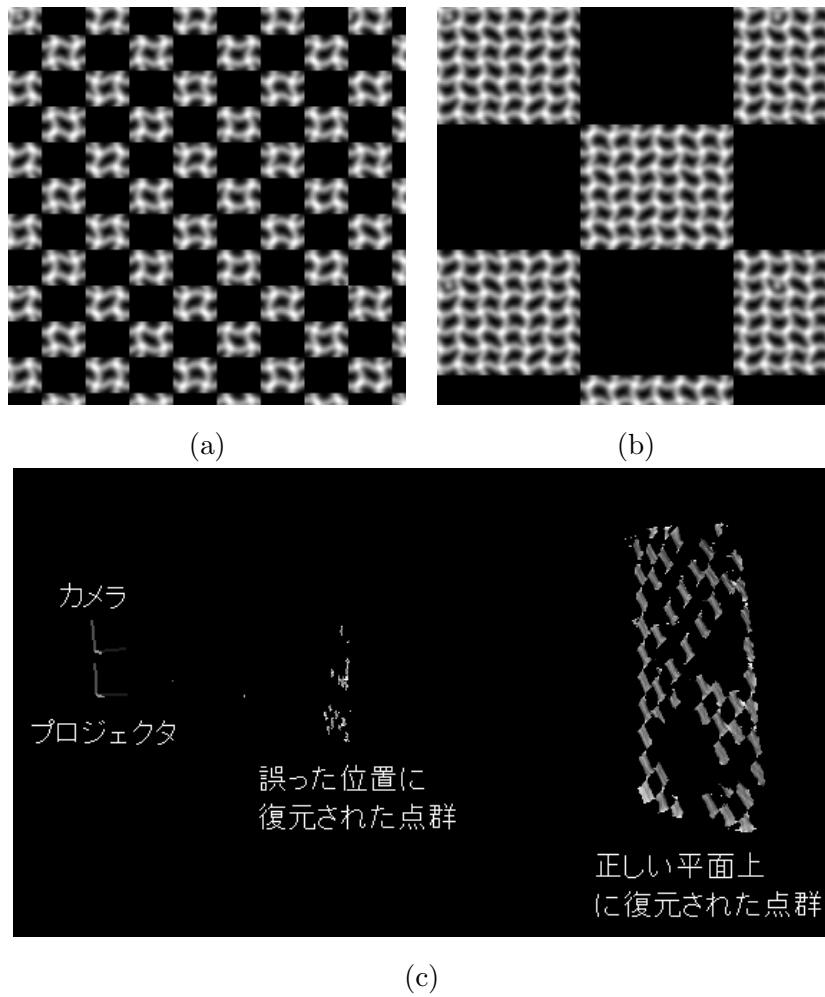 (a)
(b)
カメラ
プロジェクタ
誤った位置に
復元された点群
正しい平面上
に復元された点群
(c)